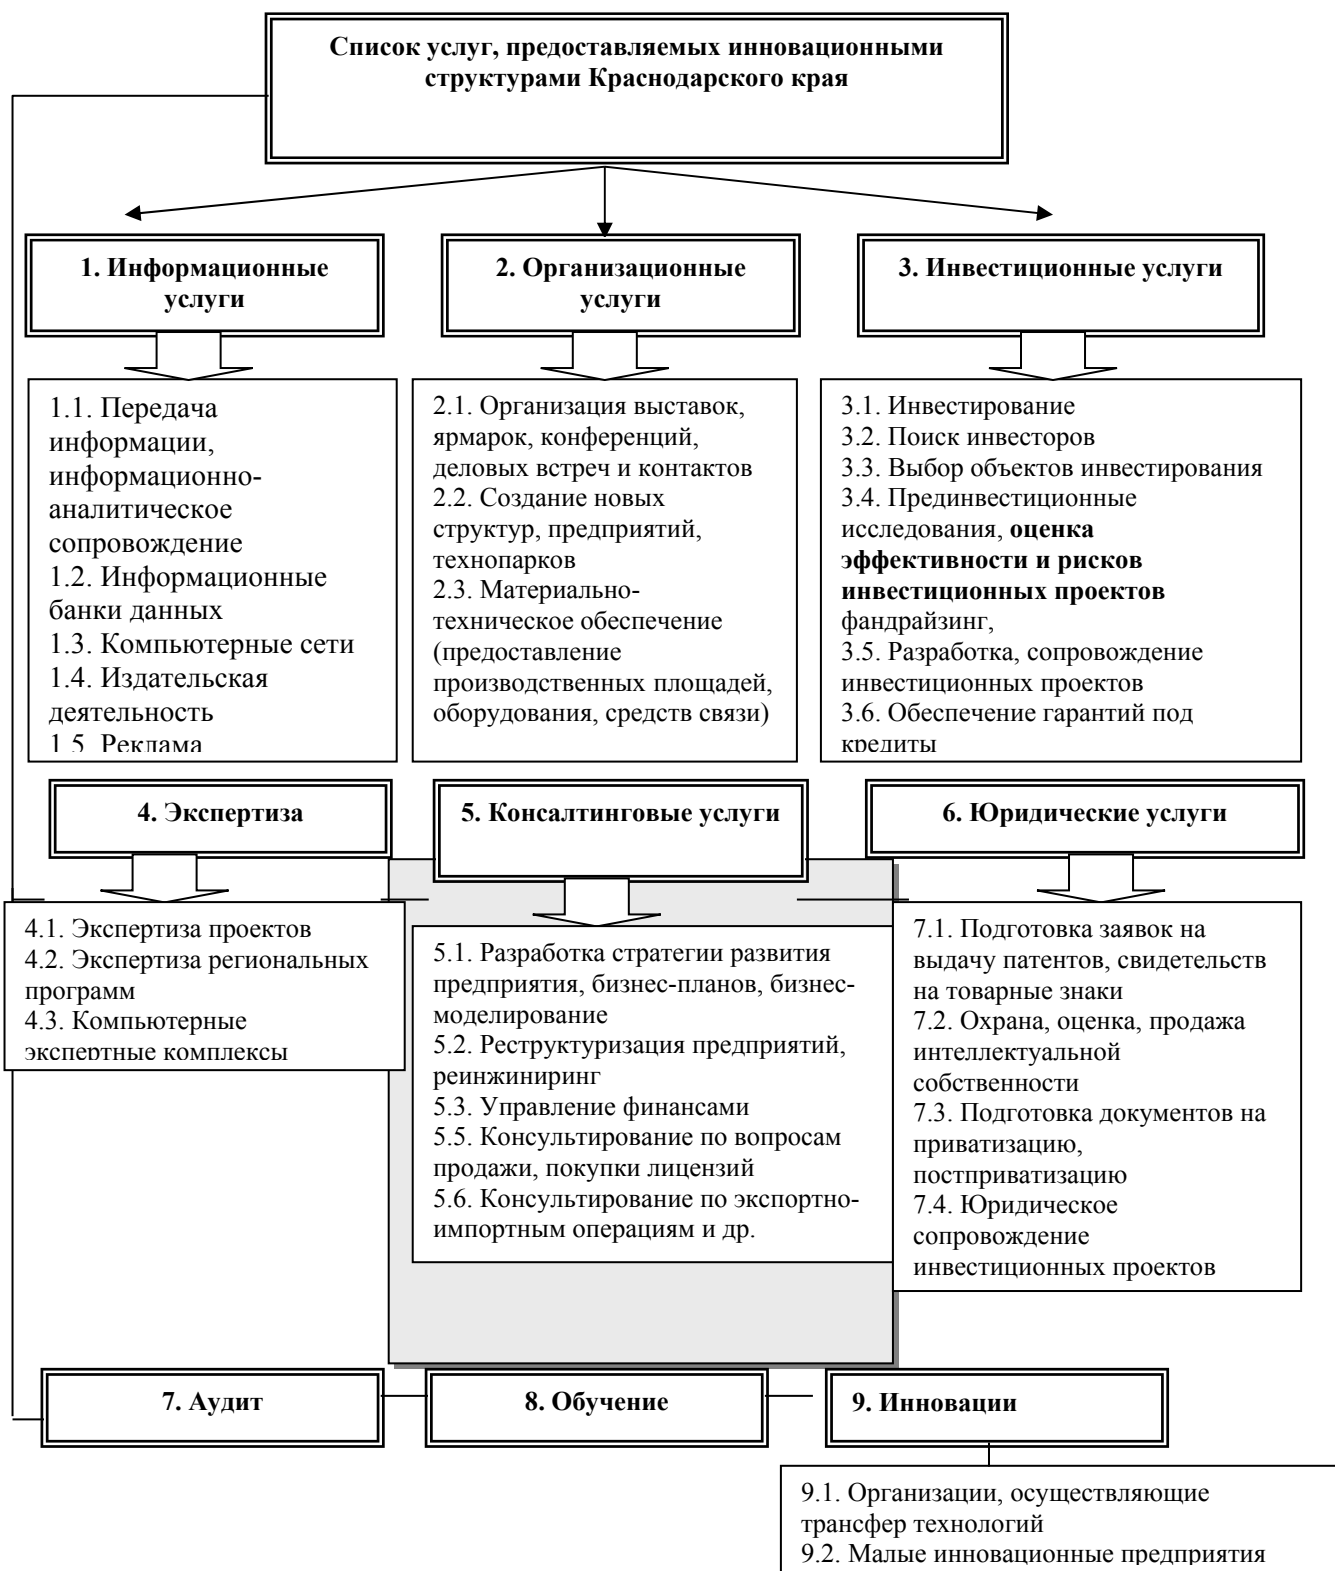 Список услуг, предоставляемых инновационными
структурами Краснодарского края
1. Информационные
услуги
2. Организационные
услуги
3. Инвестиционные услуги
1.1. Передача
информации,
информационно-
аналитическое
сопровождение
1.2. Информационные
банки данных
1.3. Компьютерные сети
1.4. Издательская
деятельность
1.5. Реклама
2.1. Организация выставок,
ярмарок, конференций,
деловых встреч и контактов
2.2. Создание новых
структур, предприятий,
технопарков
2.3. Материально-
техническое обеспечение
(предоставление
производственных площадей,
оборудования, средств связи)
3.1. Инвестирование
3.2. Поиск инвесторов
3.3. Выбор объектов инвестирования
3.4. Прединвестиционные
исследования, оценка
эффективности и рисков
инвестиционных проектов
фандрайзинг,
3.5. Разработка, сопровождение
инвестиционных проектов
3.6. Обеспечение гарантий под
кредиты
4. Экспертиза
5. Консалтинговые услуги
6. Юридические услуги
4.1. Экспертиза проектов
4.2. Экспертиза региональных
программ
4.3. Компьютерные
экспертные комплексы
5.1. Разработка стратегии развития
предприятия, бизнес-планов, бизнес-
моделирование
5.2. Реструктуризация предприятий,
реинжиниринг
5.3. Управление финансами
5.5. Консультирование по вопросам
продажи, покупки лицензий
5.6. Консультирование по экспортно-
импортным операциям и др.
7.1. Подготовка заявок на
выдачу патентов, свидетельств
на товарные знаки
7.2. Охрана, оценка, продажа
интеллектуальной
собственности
7.3. Подготовка документов на
приватизацию,
постприватизацию
7.4. Юридическое
сопровождение
инвестиционных проектов
7. Аудит
8. Обучение
9. Инновации
9.1. Организации, осуществляющие
трансфер технологий
9.2. Малые инновационные предприятия